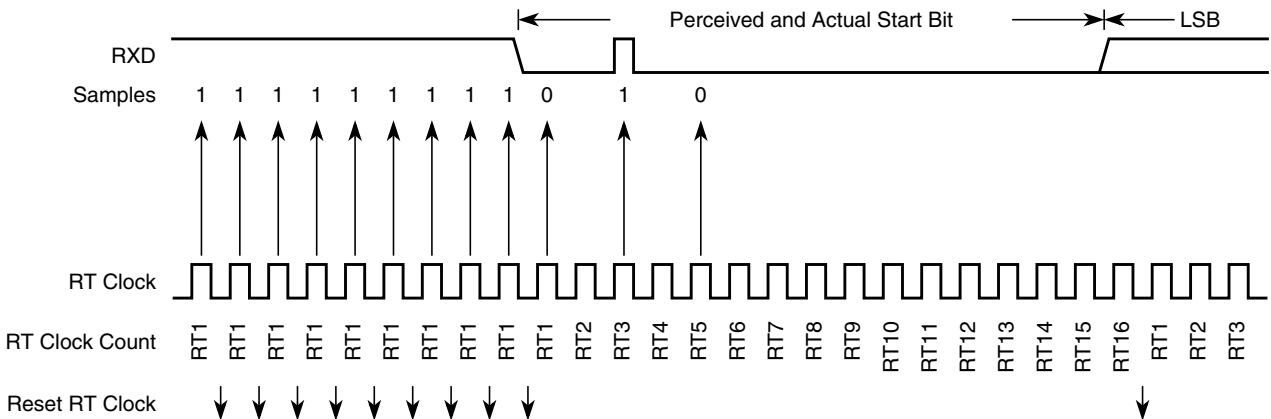 Perceived and Actual Start Bit LSB
RXD
Samples 1 1 1 1 1 1 1 1 1 0 1 0
RT Clock
RT Clock Count RT1 RT1 RT1 RT1 RT1 RT1 RT1 RT1 RT1 RT1 RT2 RT3 RT4 RT5 RT6 RT7 RT8 RT9 RT10 RT11 RT12 RT13 RT14 RT15 RT16 RT1 RT2 RT3
Reset RT Clock